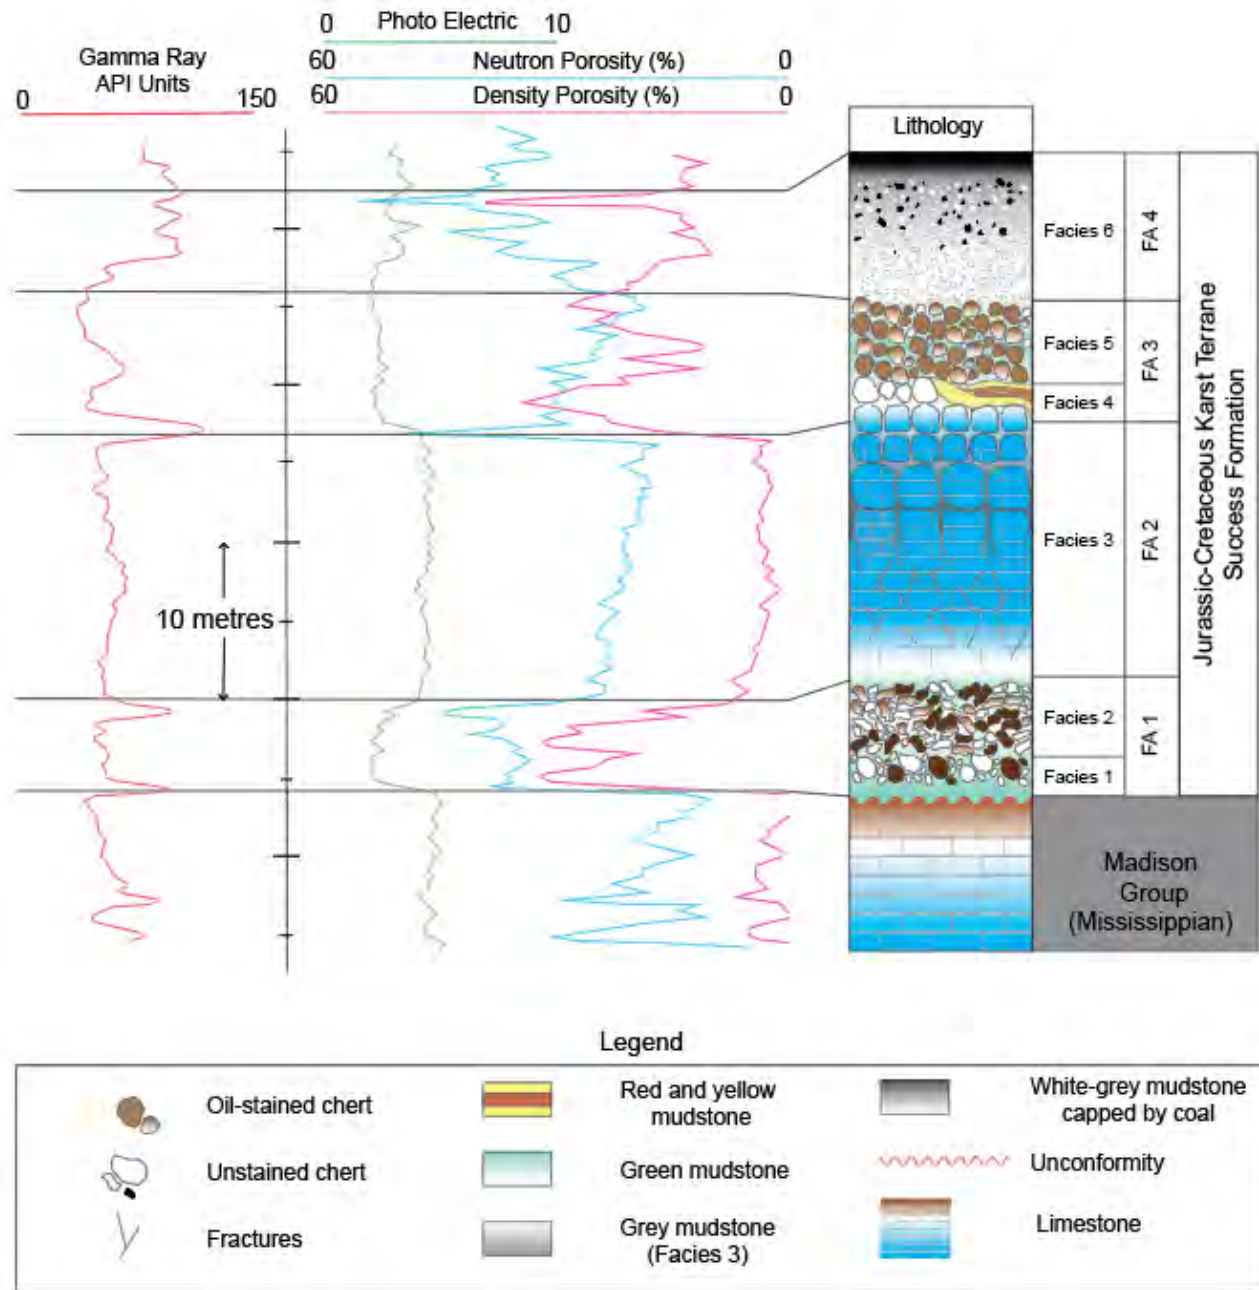 0 Photo Electric 10
Gamma Ray
API Units
60 Neutron Porosity (%) 0
0 150
60 Density Porosity (%) 0
Lithology
Facies 6
FA 4
Facies 5
FA 3
Facies 4
Facies 3
FA 2
10 metres
Facies 2
FA 1
Facies 1
Jurassic-Cretaceous Karst Terrane
Success Formation
Madison
Group
(Mississippian)
Legend
Oil-stained chert
Unstained chert
Fractures
Red and yellow
mudstone
Green mudstone
Grey mudstone
(Facies 3)
White-grey mudstone
capped by coal
Unconformity
Limestone